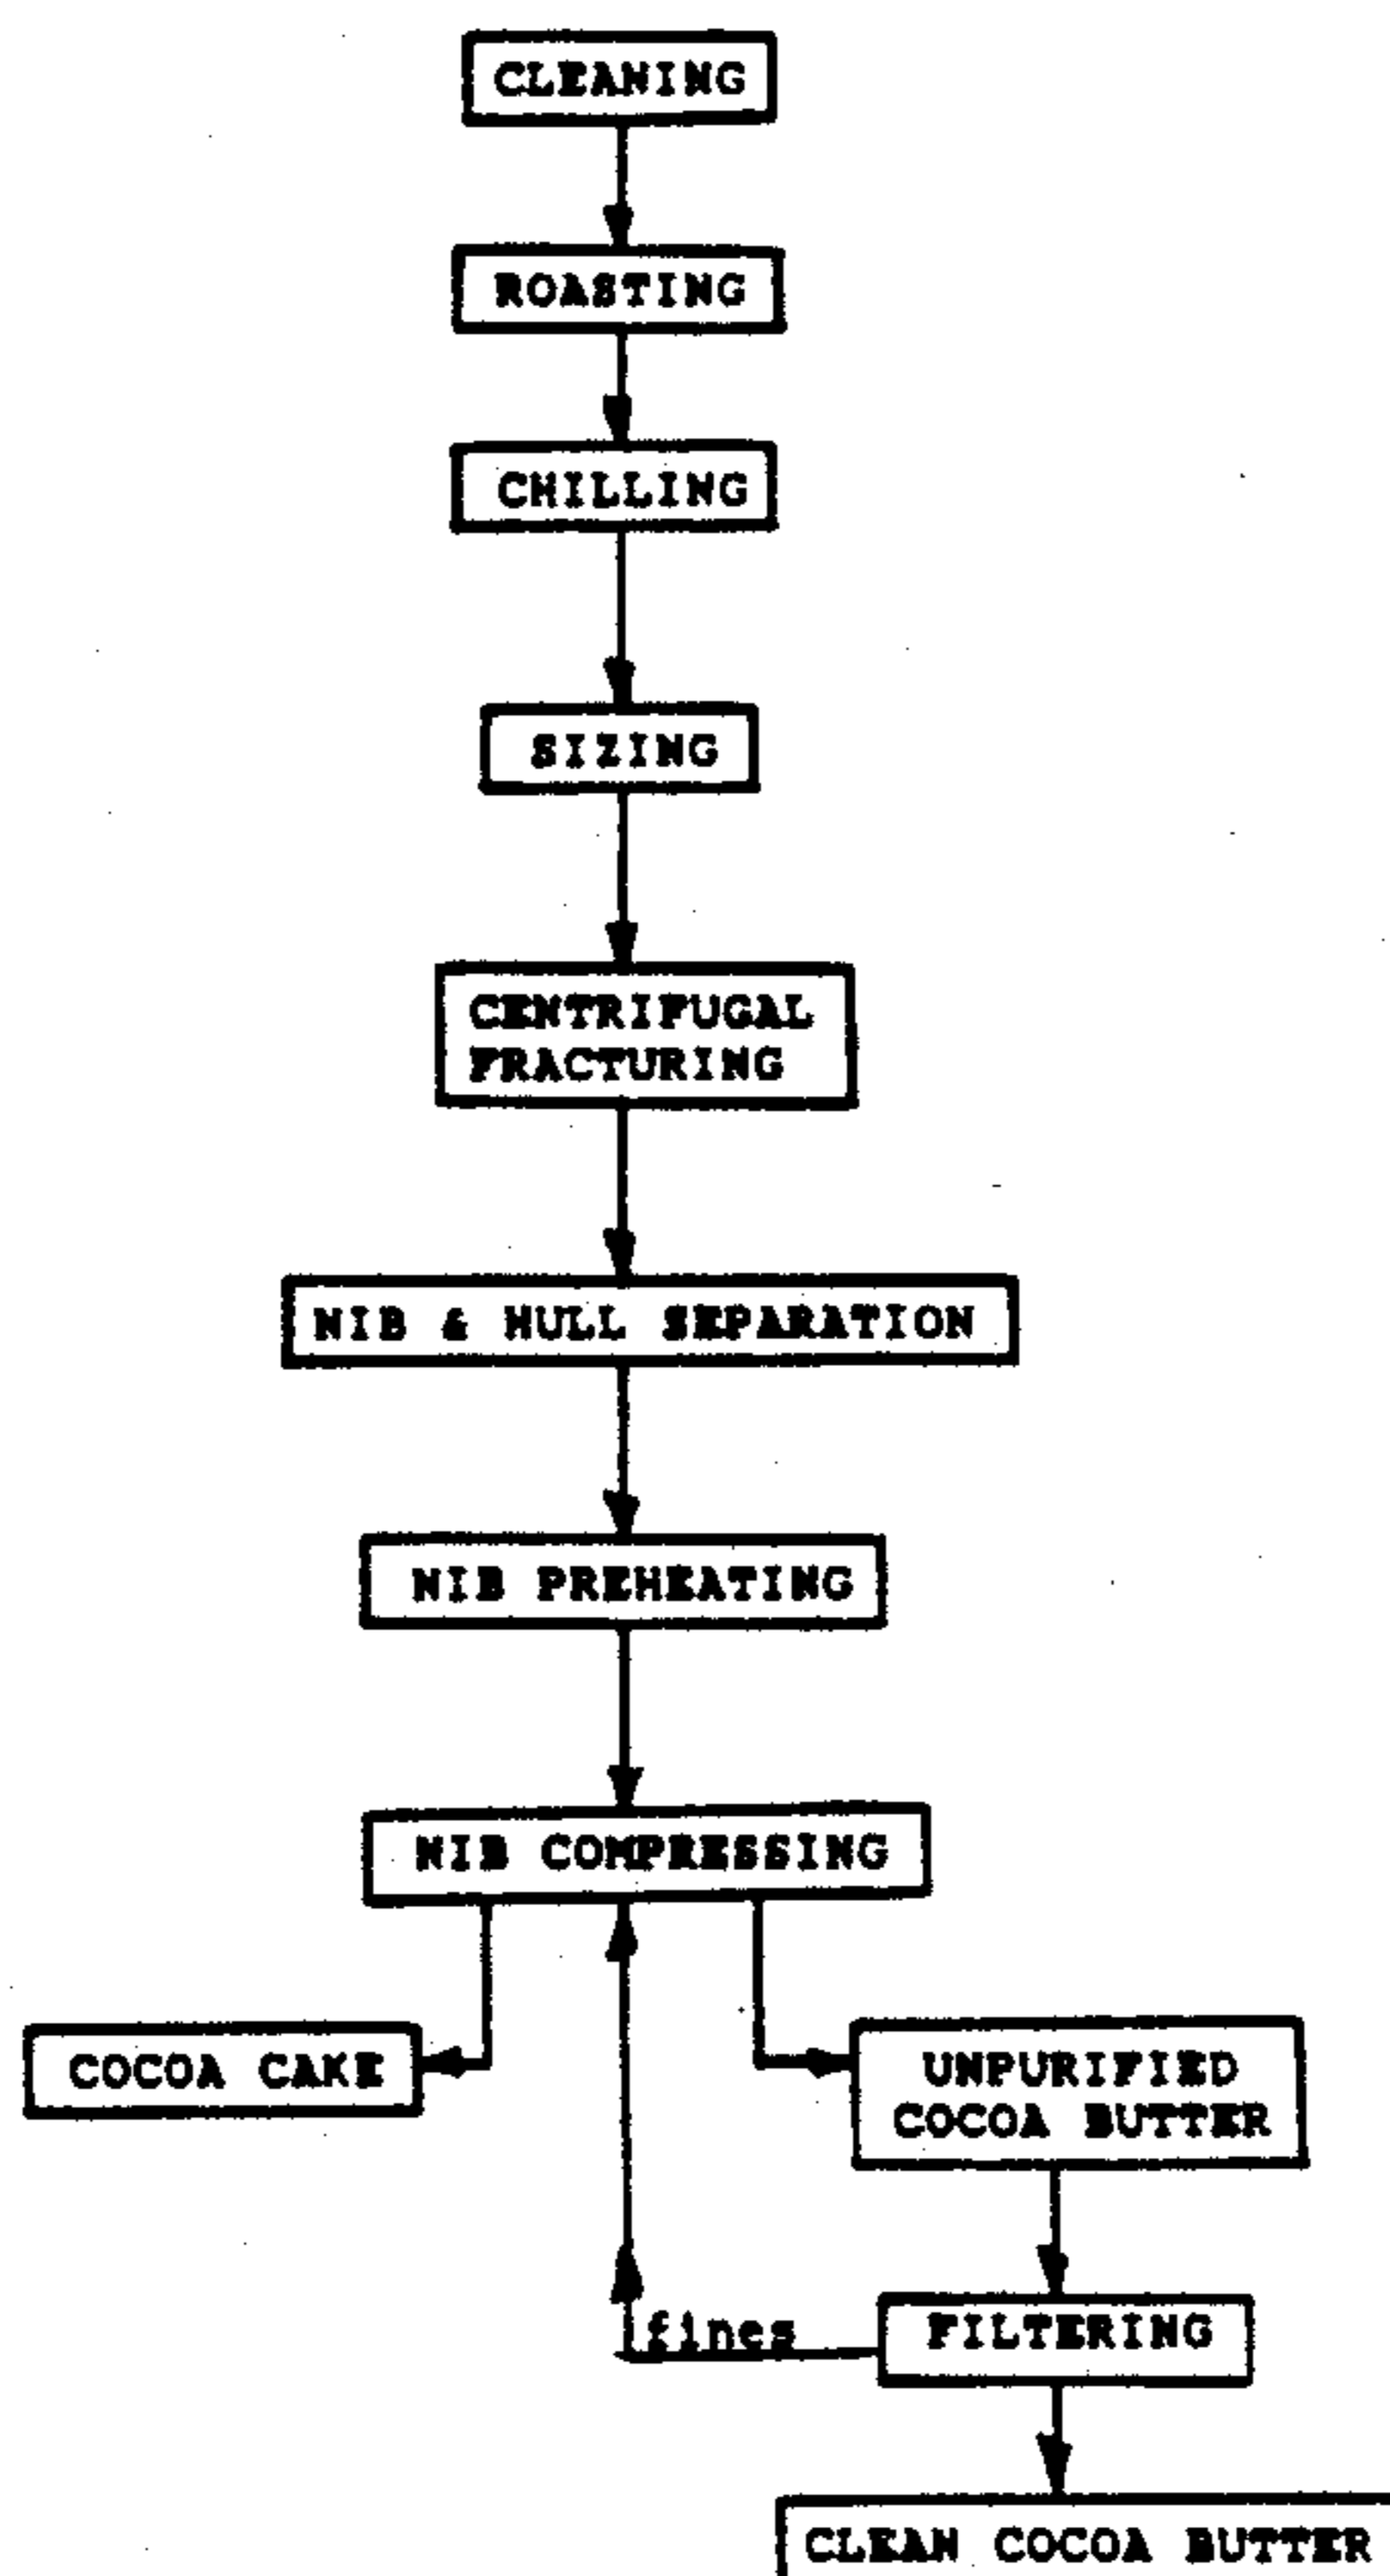 CLEANING
ROASTING
CHILLING
SIZING
CENTRIFUGAL
FRACTURING
NIB & HULL SEPARATION
NIB PREHEATING
NIB COMPRESSING
COCOA CAKE
UNPURIFIED
COCOA BUTTER
fines
FILTERING
CLEAN COCOA BUTTER